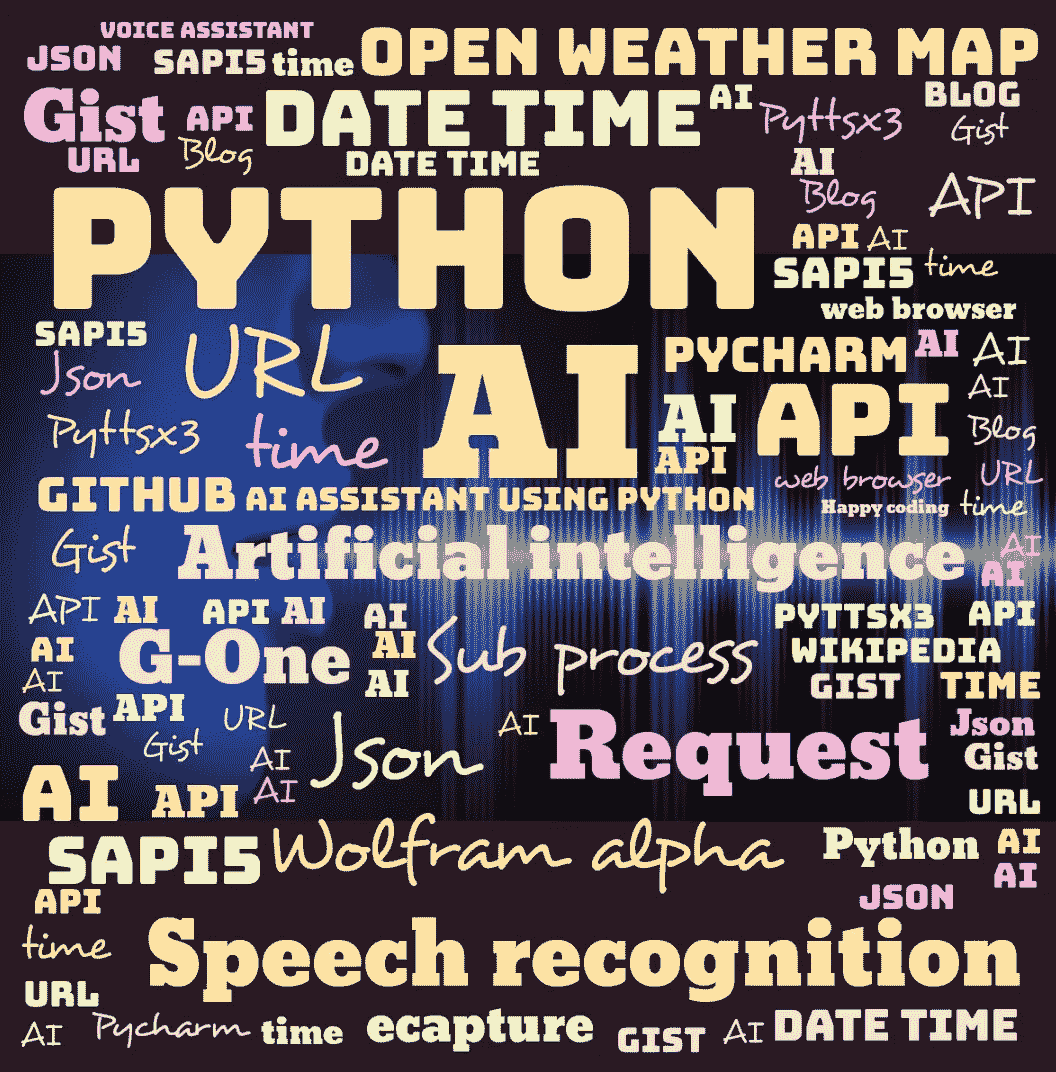 VOICE ASSISTANT
JSON SAPI5 time OPEN WEATHER MAP
Gist API DATE TIME AI Pyttsx3 BLOG
Gist
URL Blog DATE TIME AI
Blog API
PYTHON API AI
SAPI5 time
web browser
SAPI5 URL AI PYCHARM AI AI
Json AI API AI
Pyttsx3 time API Blog
web browser URL
GITHUB AI ASSISTANT USING PYTHON Happy coding time
Gist Artificial intelligence AI
AI
API AI API AI AI PYTTSX3 API
AI G-One AI Sub process WIKIPEDIA
AI AI GIST TIME
Gist API URL AI Request Json
Gist AI Json Gist
AI API AI URL
SAPI5 Wolfram alpha Python AI
AI
API JSON
time Speech recognition
URL
AI Pycharm time ecapture GIST AI DATE TIME